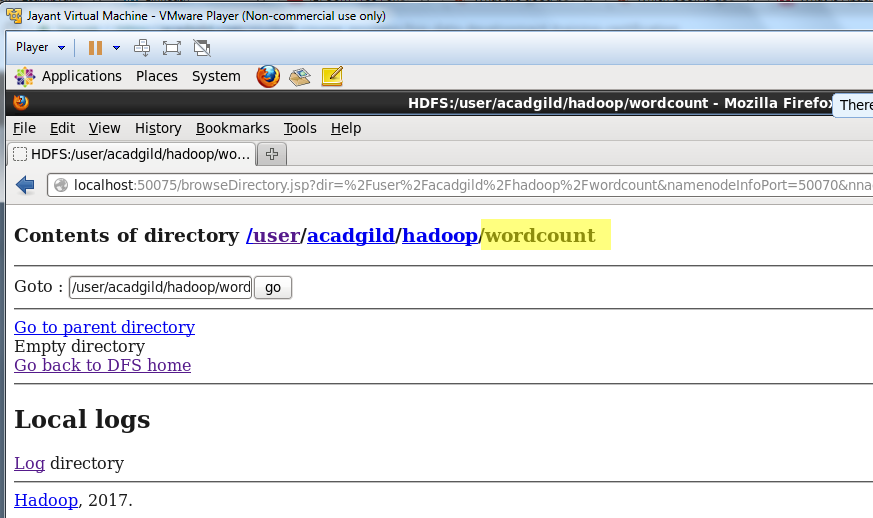 Jayant Virtual Machine - VMware Player (Non-commercial use only)
Player
Applications Places System
HDFS:/user/acadgild/hadoop/wordcount - Mozilla Firefox
There
File Edit View History Bookmarks Tools Help
HDFS:/user/acadgild/hadoop/wo...
localhost:50075/browseDirectory.jsp?dir=%2Fuser%2Facadgild%2Fhadoop%2Fwordcount&namenodeInfoPort=50070&nna
Contents of directory /user/acadgild/hadoop/wordcount
Goto : /user/acadgild/hadoop/word go
Go to parent directory
Empty directory
Go back to DFS home
Local logs
Log directory
Hadoop, 2017.